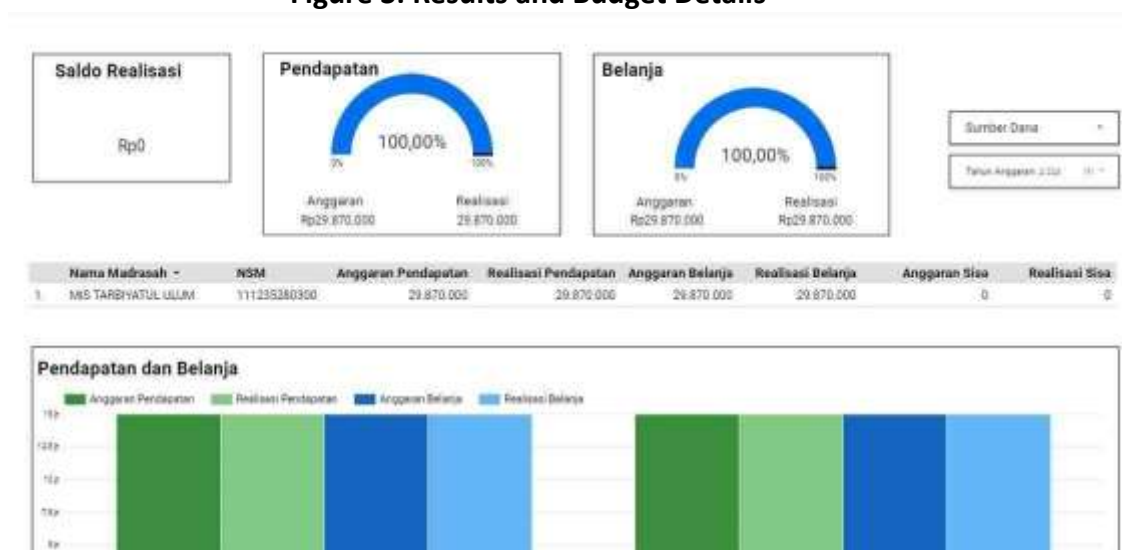 Figure 3. Results and Budget Details
Saldo Realisasi
Rp0
Pendapatan
100,00%
0%
100%
Anggaran Realisasi
Rp29.870.000 29.870.000
Belanja
100,00%
0%
100%
Anggaran Realisasi
Rp29.870.000 Rp29.870.000
Sumber Dana
Tahun Anggaran
Nama Madrasah NSM Anggaran Pendapatan Realisasi Pendapatan Anggaran Belanja Realisasi Belanja Anggaran Sisa Realisasi Sisa
1. MIS TARBIYATUL ULUM 111235280300 29.870.000 29.870.000 29.870.000 29.870.000 0 0
Pendapatan dan Belanja
Anggaran Pendapatan Realisasi Pendapatan Anggaran Belanja Realisasi Belanja